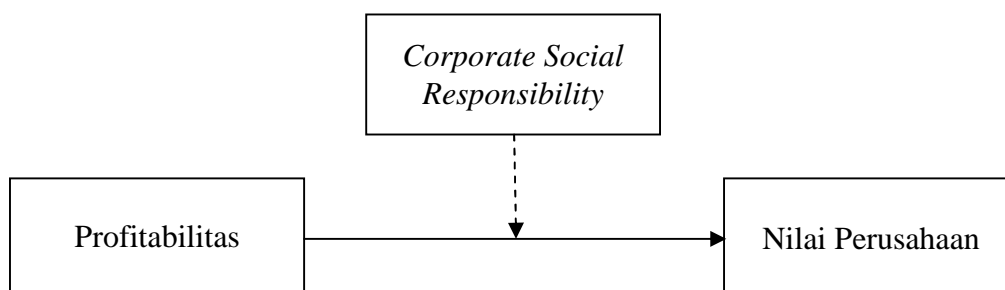 Corporate Social
Responsibility
Profitabilitas
Nilai Perusahaan